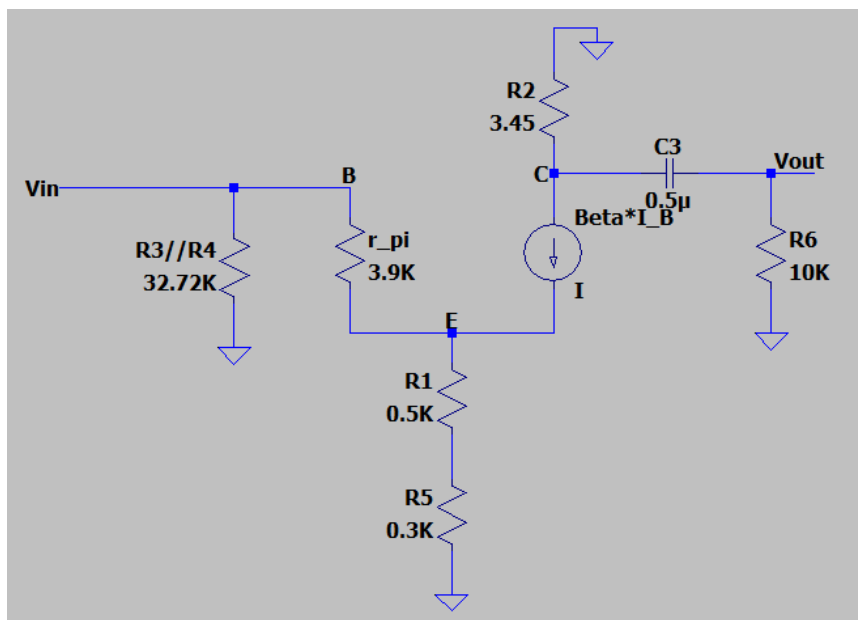 R2
3.45
C3
Vout
Vin
B
C
0.5µ
Beta*I_B
R3//R4
32.72K
r_pi
3.9K
R6
10K
I
E
R1
0.5K
R5
0.3K